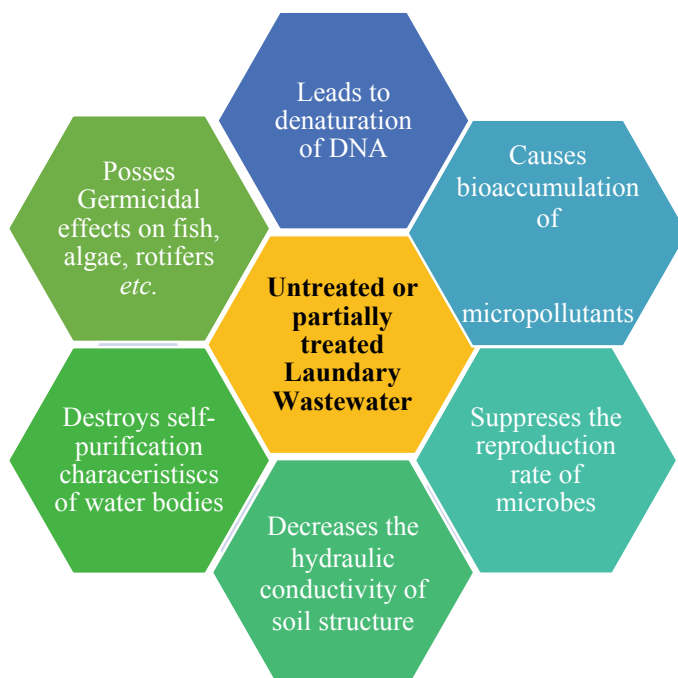 Leads to
denaturation
of DNA
Causes
bioaccumulation
of
micropollutants
Posses
Germicidal
effects on fish,
algae, rotifers
etc.
Untreated or
partially
treated
Laundary
Wastewater
Destroys self-
purification
characeristiscs
of water bodies
Suppreses the
reproduction
rate of
microbes
Decreases the
hydraulic
conductivity of
soil structure